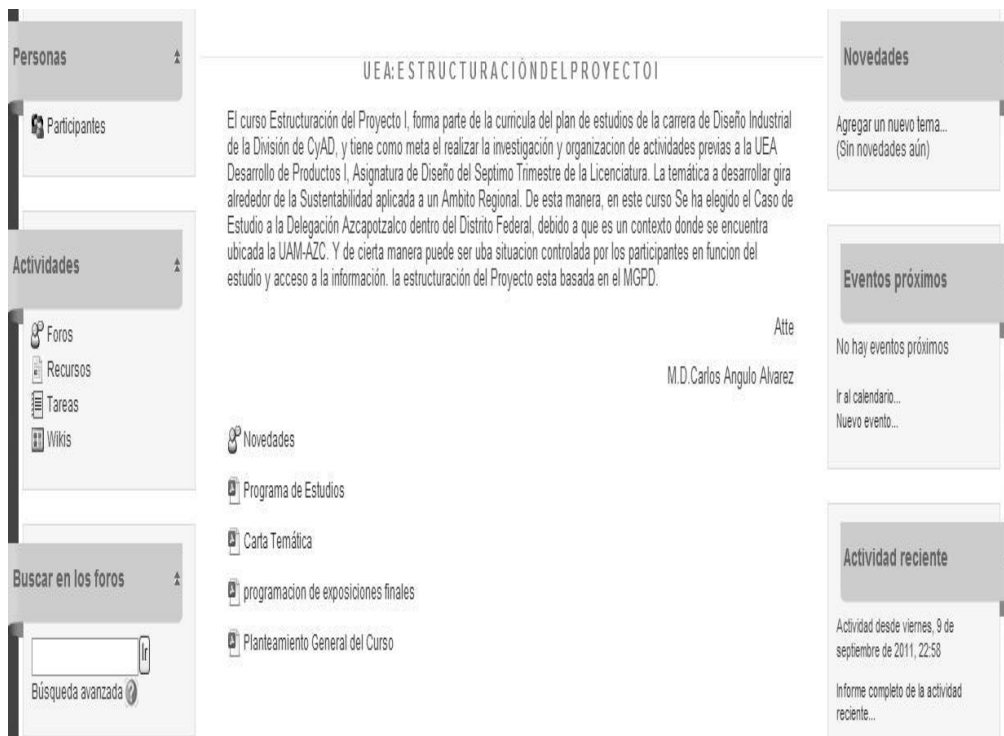 Personas
Participantes
Actividades
Foros
Recursos
Tareas
Wikis
Buscar en los foros
Ir
Búsqueda avanzada
UEA:ESTRUCTURACIÓNDELPROYECTOI
El curso Estructuración del Proyecto I, forma parte de la curricula del plan de estudios de la carrera de Diseño Industrial
de la División de CyAD, y tiene como meta el realizar la investigación y organizacion de actividades previas a la UEA
Desarrollo de Productos I, Asignatura de Diseño del Septimo Trimestre de la Licenciatura. La temática a desarrollar gira
alrededor de la Sustentabilidad aplicada a un Ambito Regional. De esta manera, en este curso Se ha elegido el Caso de
Estudio a la Delegación Azcapotzalco dentro del Distrito Federal, debido a que es un contexto donde se encuentra
ubicada la UAM-AZC. Y de cierta manera puede ser uba situacion controlada por los participantes en funcion del
estudio y acceso a la información. la estructuración del Proyecto esta basada en el MGPD.
Atte
M.D.Carlos Angulo Alvarez
Novedades
Programa de Estudios
Carta Temática
programacion de exposiciones finales
Planteamiento General del Curso
Novedades
Agregar un nuevo tema...
(Sin novedades aún)
Eventos próximos
No hay eventos próximos
Ir al calendario...
Nuevo evento...
Actividad reciente
Actividad desde viernes, 9 de
septiembre de 2011, 22:58
Informe completo de la actividad
reciente...